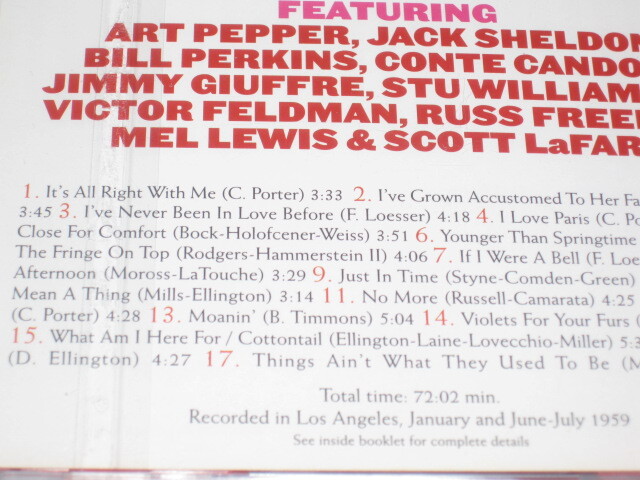 FEATURING
ART PEPPER, JACK SHELDON
BILL PERKINS, CONTE CANDO
JIMMY GIUFFRE, STU WILLIAM
VICTOR FELDMAN, RUSS FREE
MEL LEWIS & SCOTT LaFAR
1. It's All Right With Me (C. Porter) 3:33 2. I've Grown Accustomed To Her Fa
3:45 3. I've Never Been In Love Before (F. Loesser) 4:18 4. I Love Paris (C. Po
Close For Comfort (Bock-Holofcener-Weiss) 3:51 6. Younger Than Springtime
The Fringe On Top (Rodgers-Hammerstein II) 4:06 7. If I Were A Bell (F. Loe
Afternoon (Moross-LaTouche) 3:29 9. Just In Time (Styne-Comden-Green)
Mean A Thing (Mills-Ellington) 3:14 11. No More (Russell-Camarata) 4:25
(C. Porter) 4:28 13. Moanin' (B. Timmons) 5:04 14. Violets For Your Furs (
15. What Am I Here For / Cottontail (Ellington-Laine-Lovecchio-Miller) 5:3
(D. Ellington) 4:27 17. Things Ain't What They Used To Be (M
Total time: 72:02 min.
Recorded in Los Angeles, January and June-July 1959
See inside booklet for complete details